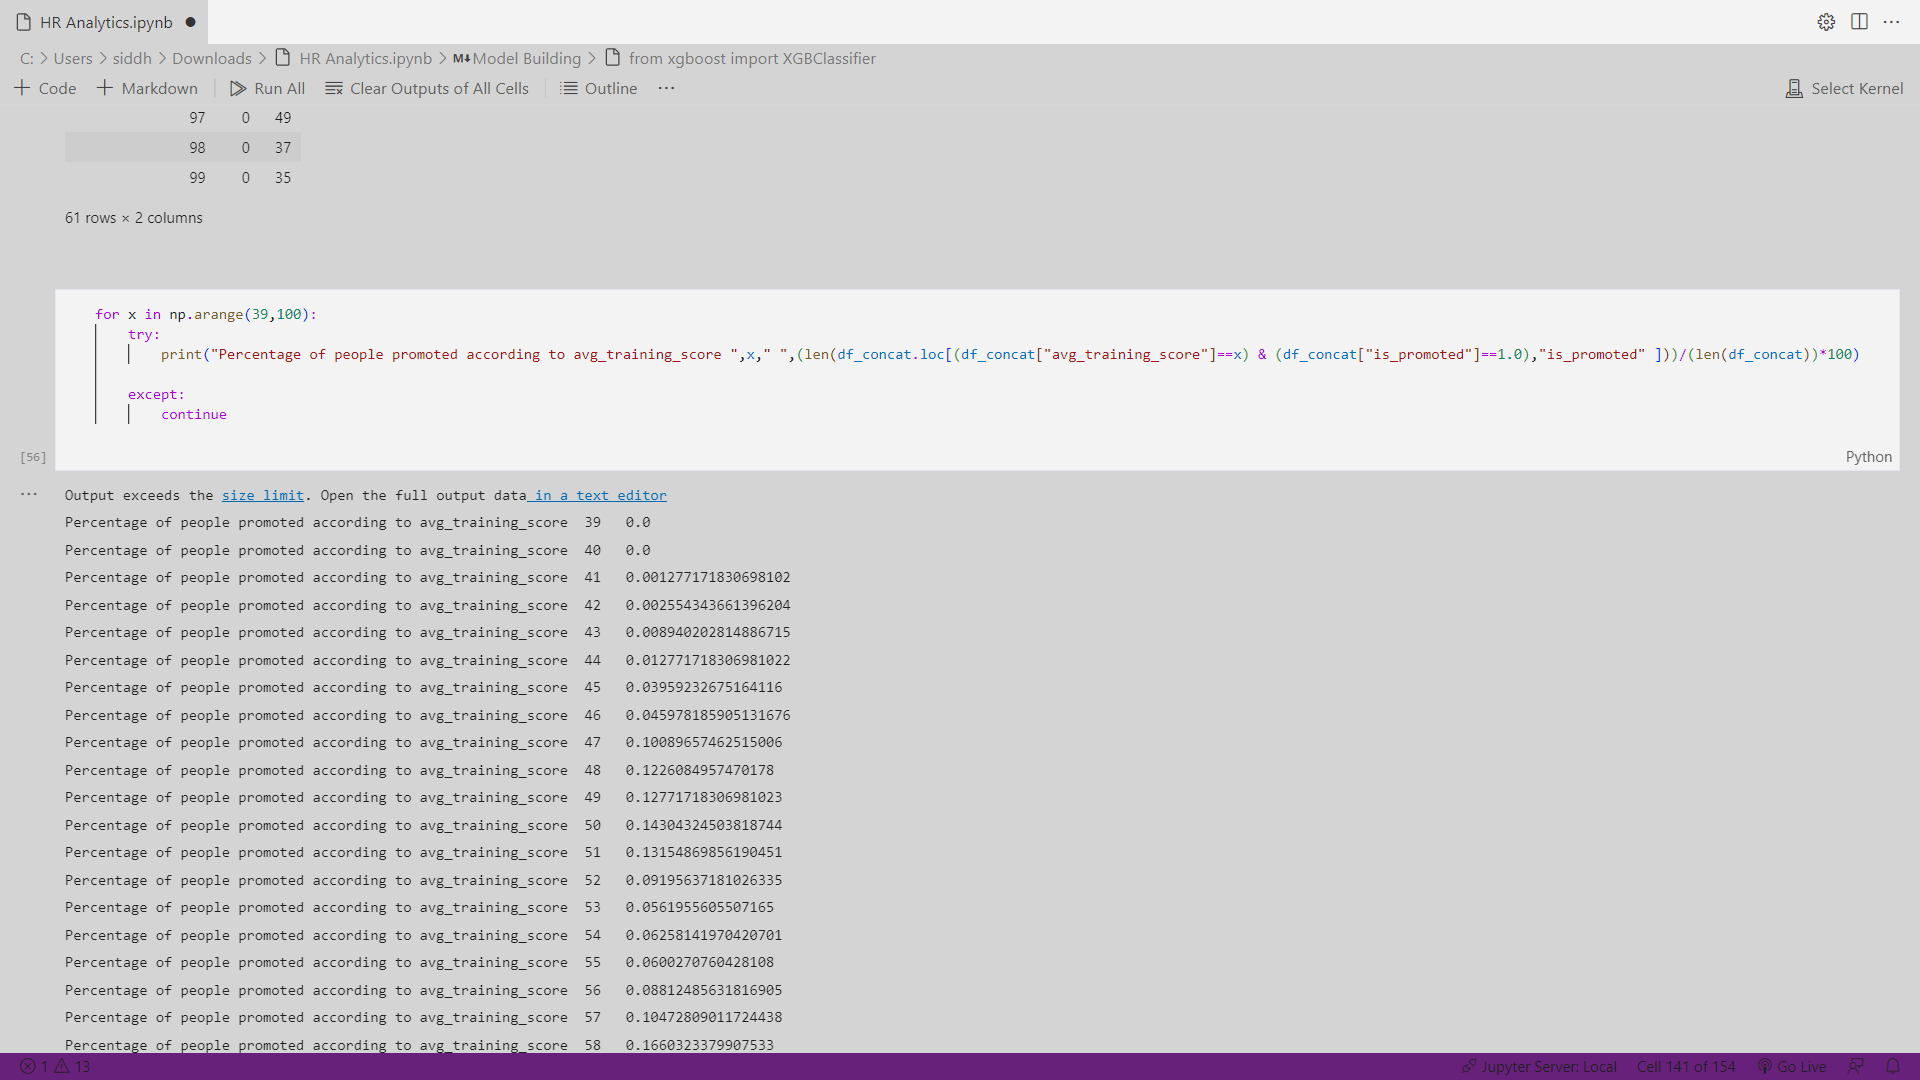 HR Analytics.ipynb
C: > Users > siddh > Downloads > HR Analytics.ipynb > M↓Model Building > from xgboost import XGBClassifier
+ Code + Markdown Run All Clear Outputs of All Cells Outline ... Select Kernel
97 0 49
98 0 37
99 0 35
61 rows × 2 columns
for x in np.arange(39,100):
try:
print("Percentage of people promoted according to avg_training_score ",x," ",(len(df_concat.loc[(df_concat["avg_training_score"]==x) & (df_concat["is_promoted"]==1.0),"is_promoted" ]))/(len(df_concat))*100)
except:
continue
[56] Python
... Output exceeds the size limit. Open the full output data in a text editor
Percentage of people promoted according to avg_training_score  39   0.0
Percentage of people promoted according to avg_training_score  40   0.0
Percentage of people promoted according to avg_training_score  41   0.001277171830698102
Percentage of people promoted according to avg_training_score  42   0.002554343661396204
Percentage of people promoted according to avg_training_score  43   0.008940202814886715
Percentage of people promoted according to avg_training_score  44   0.012771718306981022
Percentage of people promoted according to avg_training_score  45   0.03959232675164116
Percentage of people promoted according to avg_training_score  46   0.045978185905131676
Percentage of people promoted according to avg_training_score  47   0.10089657462515006
Percentage of people promoted according to avg_training_score  48   0.1226084957470178
Percentage of people promoted according to avg_training_score  49   0.12771718306981023
Percentage of people promoted according to avg_training_score  50   0.14304324503818744
Percentage of people promoted according to avg_training_score  51   0.13154869856190451
Percentage of people promoted according to avg_training_score  52   0.09195637181026335
Percentage of people promoted according to avg_training_score  53   0.0561955605507165
Percentage of people promoted according to avg_training_score  54   0.06258141970420701
Percentage of people promoted according to avg_training_score  55   0.0600270760428108
Percentage of people promoted according to avg_training_score  56   0.08812485631816905
Percentage of people promoted according to avg_training_score  57   0.10472809011724438
Percentage of people promoted according to avg_training_score  58   0.1660323379907533
1 13 Jupyter Server: Local Cell 141 of 154 Go Live